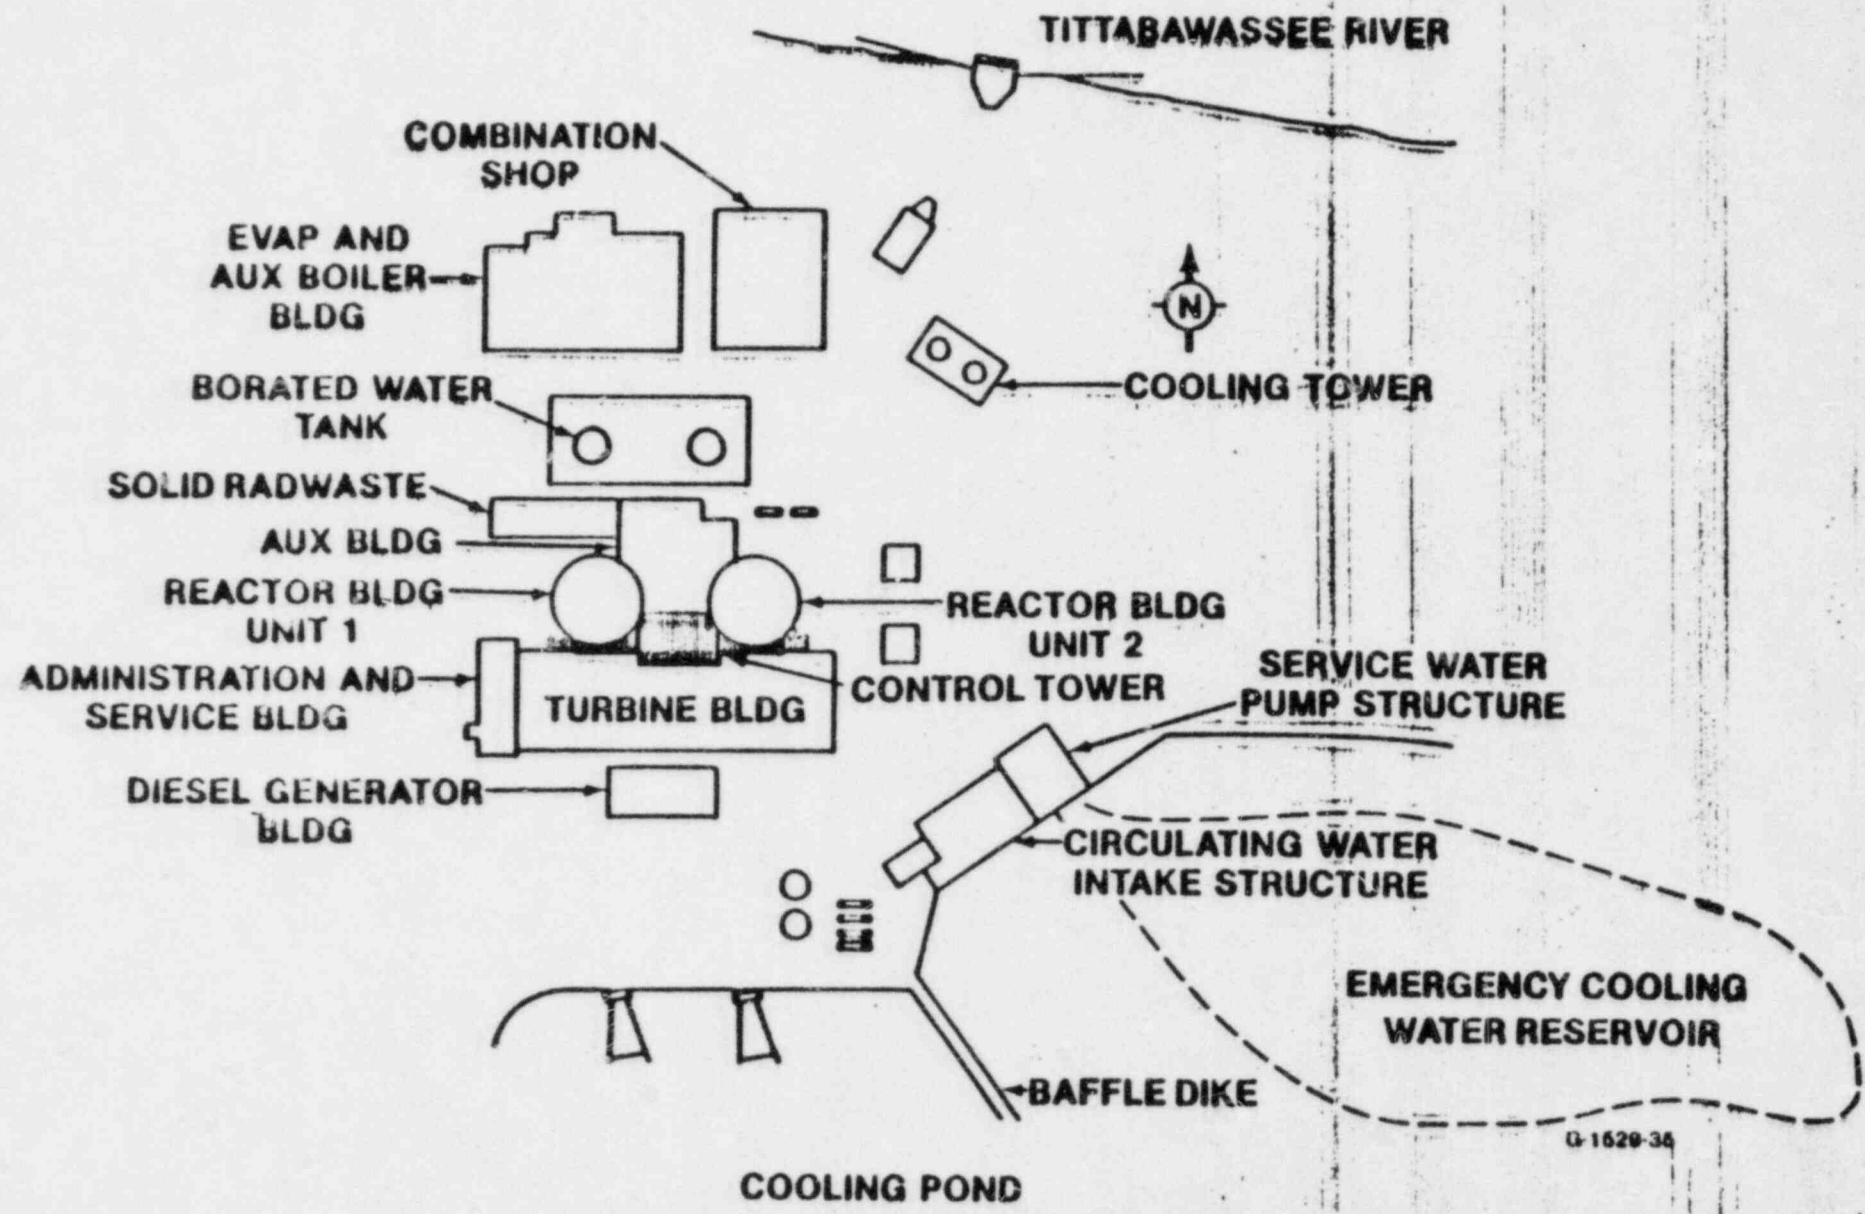 TITTABAWASSEE RIVER
COMBINATION
SHOP
EVAP AND
AUX BOILER
BLDG
N
COOLING TOWER
BORATED WATER
TANK
SOLID RADWASTE
AUX BLDG
REACTOR BLDG
UNIT 1
REACTOR BLDG
UNIT 2
ADMINISTRATION AND
SERVICE BLDG
TURBINE BLDG
CONTROL TOWER
SERVICE WATER
PUMP STRUCTURE
DIESEL GENERATOR
BLDG
CIRCULATING WATER
INTAKE STRUCTURE
EMERGENCY COOLING
WATER RESERVOIR
BAFFLE DIKE
G-1529-35
COOLING POND